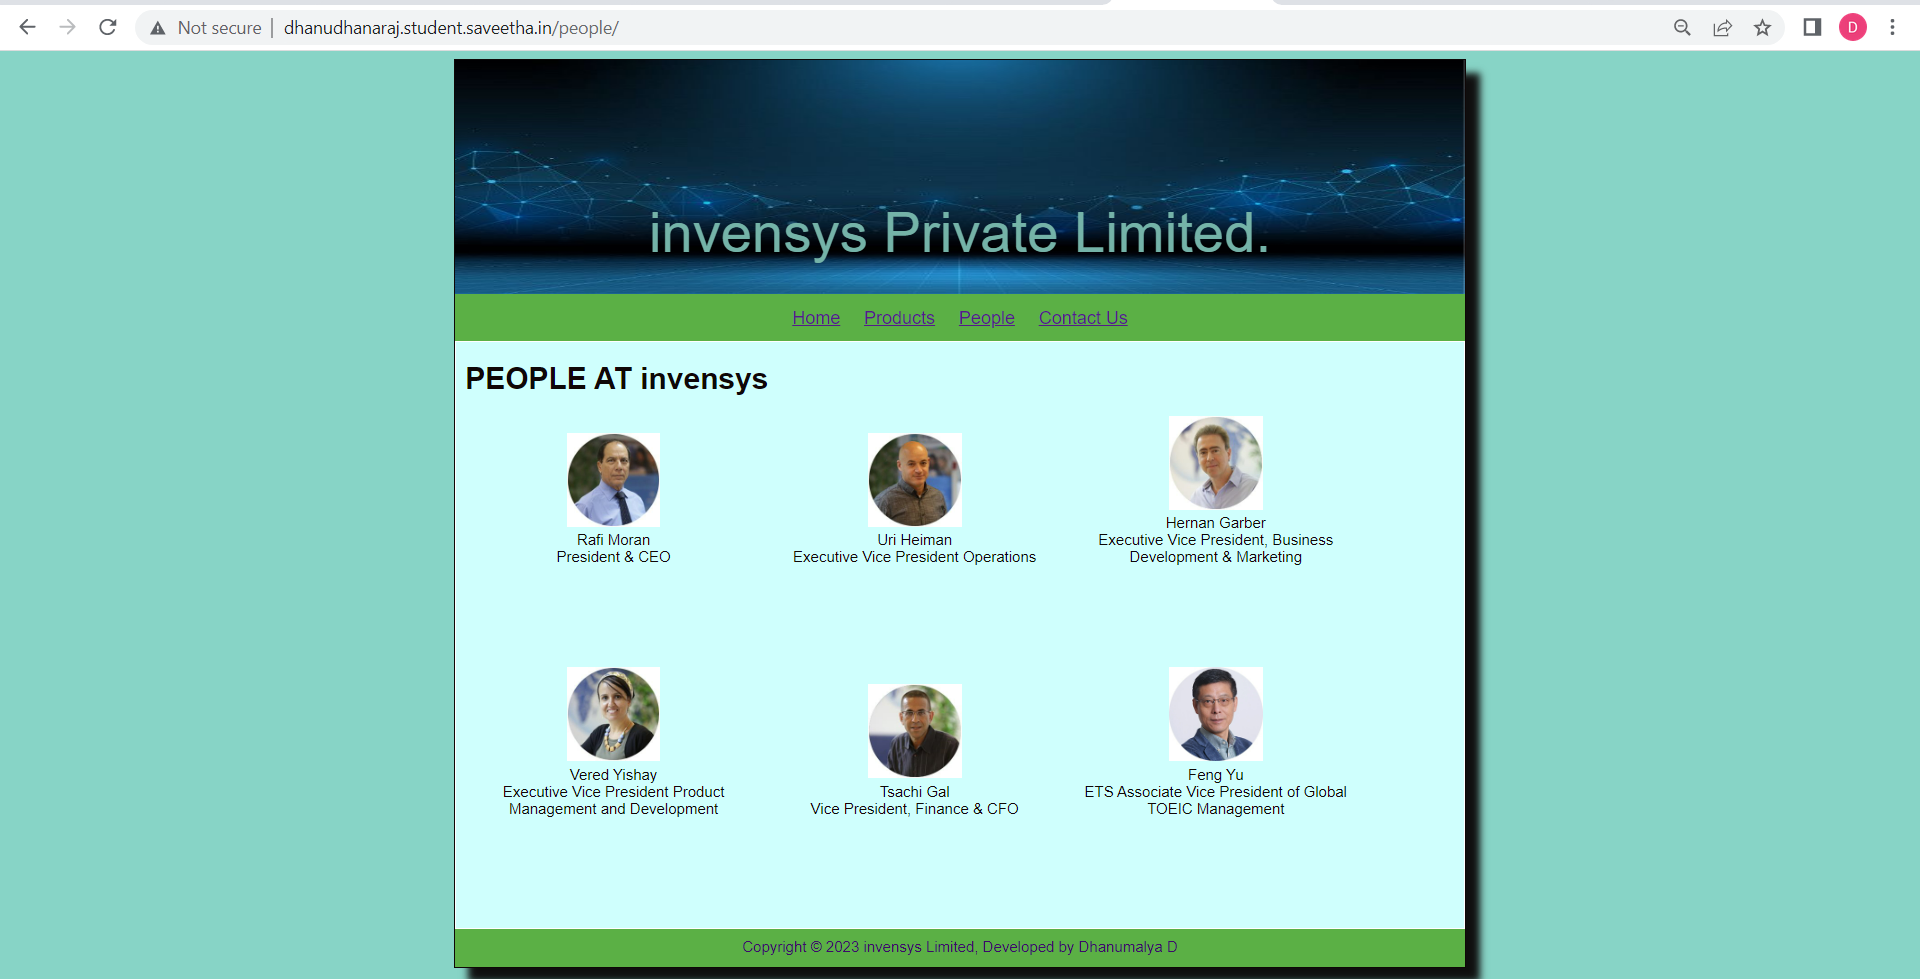 Not secure | dhanudhanaraj.student.saveetha.in/people/
D
invensys Private Limited.
Home Products People Contact Us
PEOPLE AT invensys
Rafi Moran
President & CEO
Uri Heiman
Executive Vice President Operations
Hernan Garber
Executive Vice President, Business
Development & Marketing
Vered Yishay
Executive Vice President Product
Management and Development
Tsachi Gal
Vice President, Finance & CFO
Feng Yu
ETS Associate Vice President of Global
TOEIC Management
Copyright © 2023 invensys Limited, Developed by Dhanumalya D